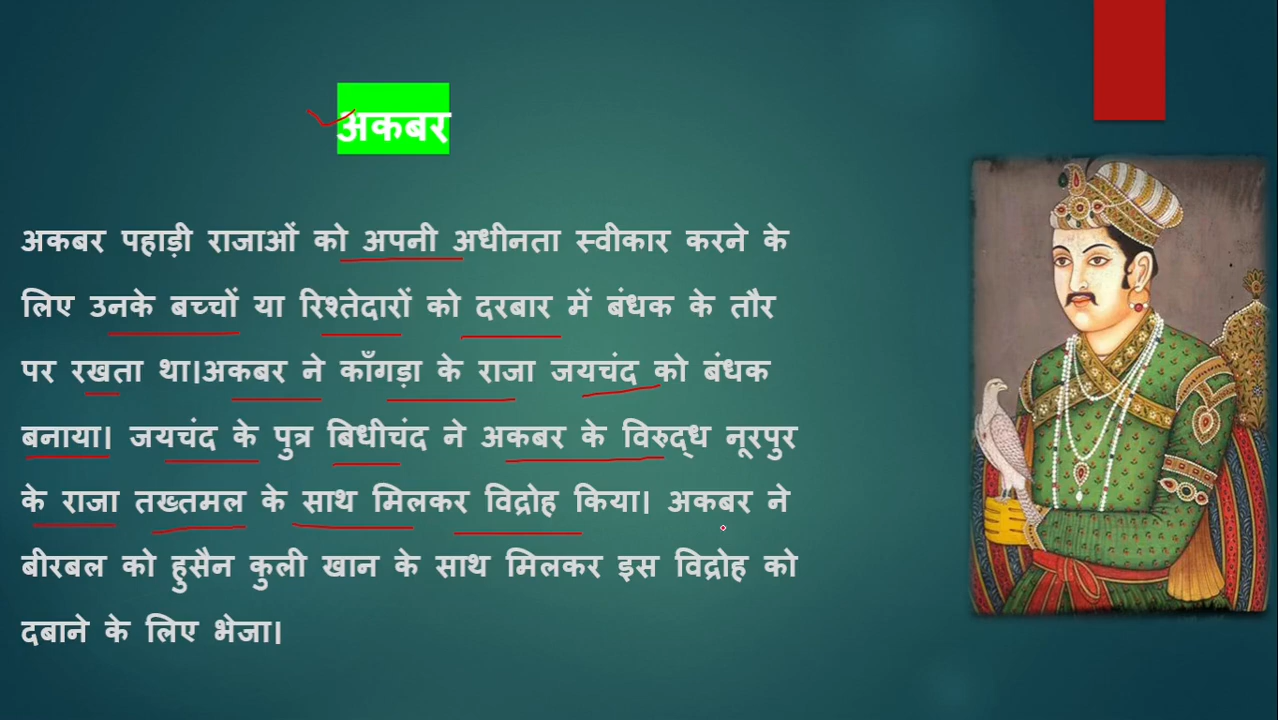 अकबर
अकबर पहाड़ी राजाओं को अपनी अधीनता स्वीकार करने के
लिए उनके बच्चों या रिश्तेदारों को दरबार में बंधक के तौर
पर रखता था।अकबर ने काँगड़ा के राजा जयचंद को बंधक
बनाया। जयचंद के पुत्र बिधीचंद ने अकबर के विरुद्ध नूरपुर
के राजा तख्तमल के साथ मिलकर विद्रोह किया। अकबर ने
बीरबल को हुसैन कुली खान के साथ मिलकर इस विद्रोह को
दबाने के लिए भेजा।